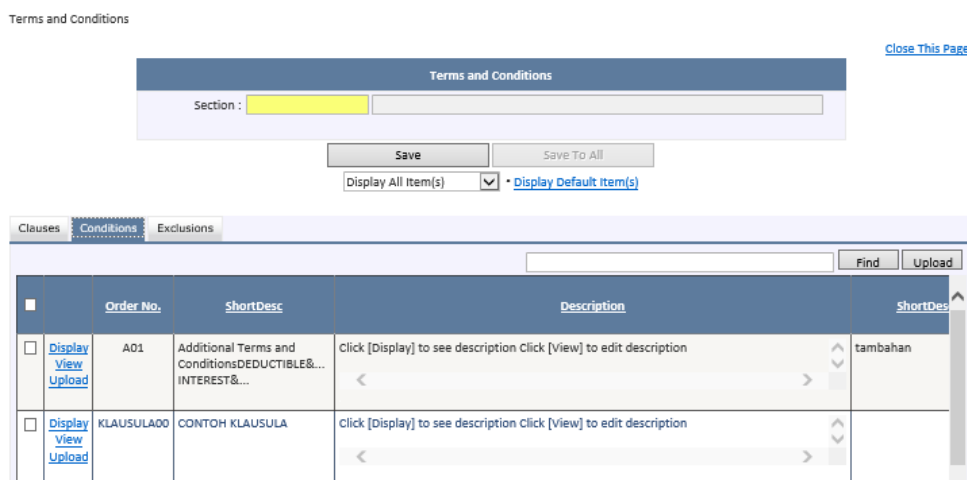 Terms and Conditions
Close This Page
Terms and Conditions
Section :
Save Save To All
Display All Item(s) • Display Default Item(s)
Clauses Conditions Exclusions
Find Upload
Order No. ShortDesc Description ShortDes
Display A01 Additional Terms and Click [Display] to see description Click [View] to edit description tambahan
View ConditionsDEDUCTIBLE&...
Upload INTEREST&...
Display KLAUSULA00 CONTOH KLAUSULA Click [Display] to see description Click [View] to edit description
View
Upload